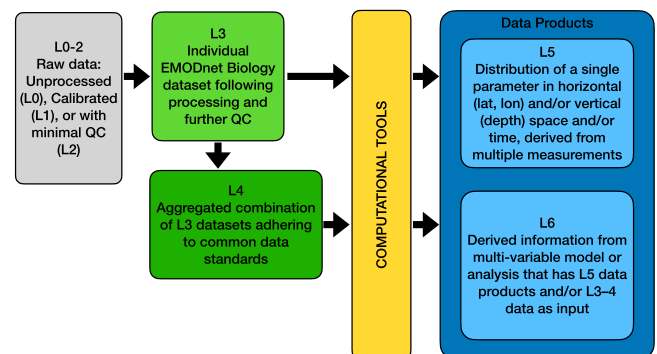 L0-2
Raw data:
Unprocessed
(L0), Calibrated
(L1), or with
minimal QC
(L2)
L3
Individual
EMODnet Biology
dataset following
processing and
further QC
L4
Aggregated combination
of L3 datasets adhering
to common data
standards
COMPUTATIONAL TOOLS
Data Products
L5
Distribution of a single
parameter in horizontal
(lat, lon) and/or vertical
(depth) space and/or
time, derived from
multiple measurements
L6
Derived information from
multi-variable model or
analysis that has L5 data
products and/or L3–4
data as input